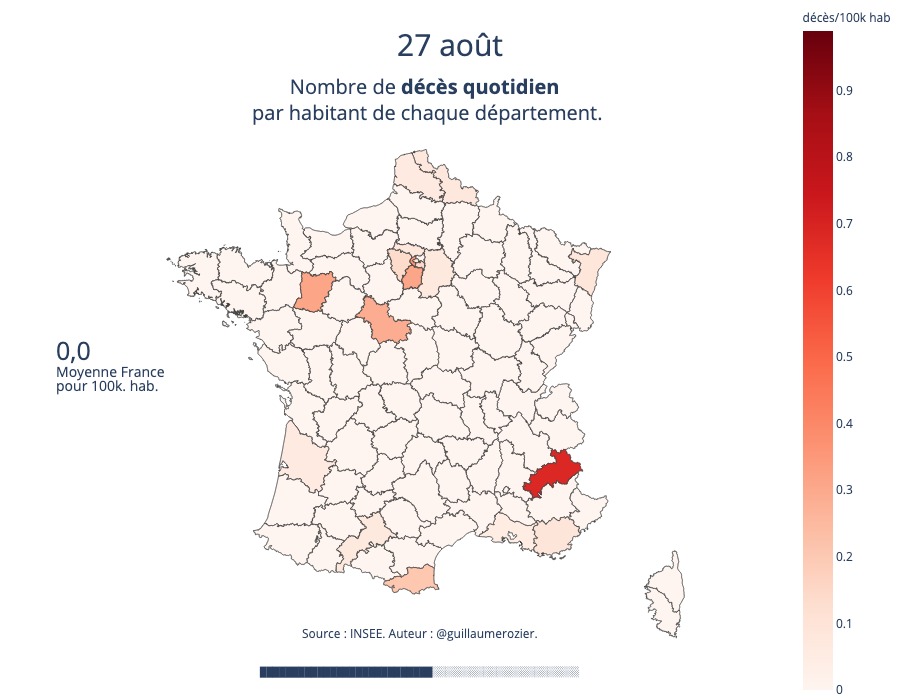 décès/100k hab
27 août
Nombre de décès quotidien
par habitant de chaque département.
0.9
0.8
0.7
0.6
0.5
0.4
0.3
0.2
0.1
0
0,0
Moyenne France
pour 100k. hab.
Source : INSEE. Auteur : @guillaumerozier.